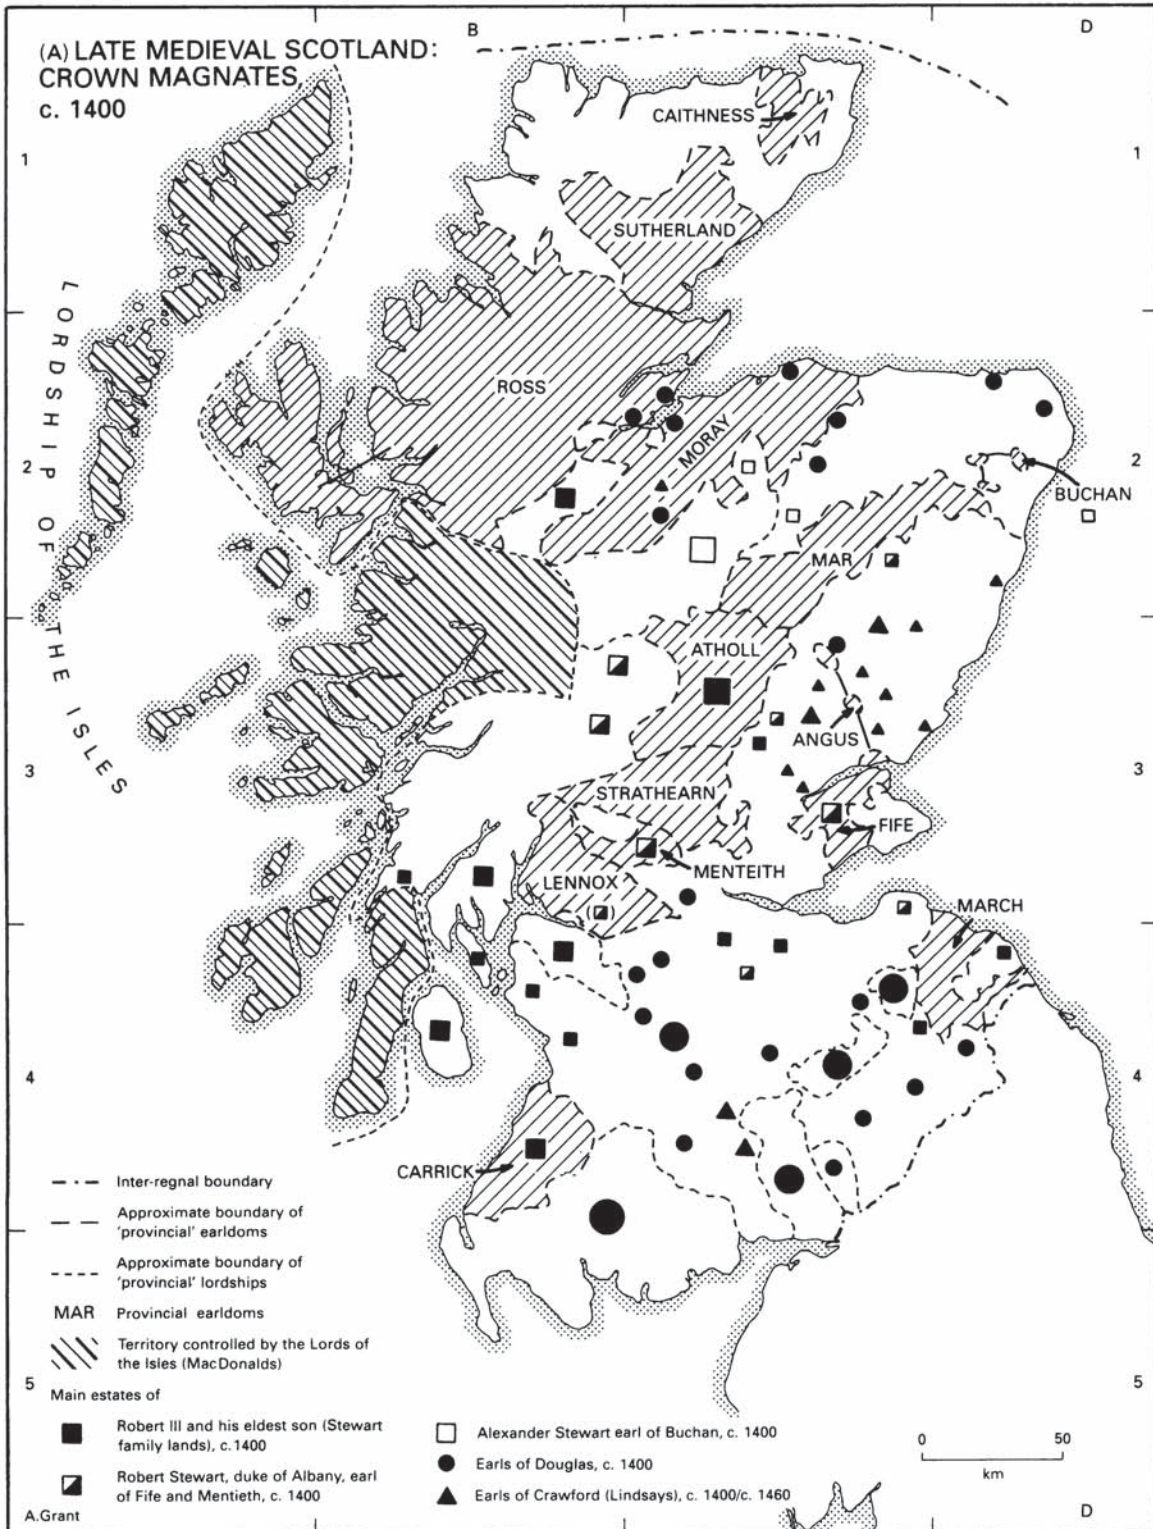 B
D
(A) LATE MEDIEVAL SCOTLAND:
CROWN MAGNATES
c. 1400
CAITHNESS
1
1
SUTHERLAND
LORDSHIP OF THE ISLES
ROSS
MORAY
2
2
BUCHAN
MAR
ATHOLL
ANGUS
3
3
STRATHEARN
FIFE
MENTEITH
LENNOX
MARCH
4
4
CARRICK
Inter-regnal boundary
Approximate boundary of
'provincial' earldoms
Approximate boundary of
'provincial' lordships
MAR Provincial earldoms
Territory controlled by the Lords of
the Isles (MacDonalds)
5
5
Main estates of
Robert III and his eldest son (Stewart
family lands), c.1400
Robert Stewart, duke of Albany, earl
of Fife and Mentieth, c. 1400
Alexander Stewart earl of Buchan, c. 1400
Earls of Douglas, c. 1400
Earls of Crawford (Lindsays), c. 1400/c. 1460
0 50
km
A.Grant
D